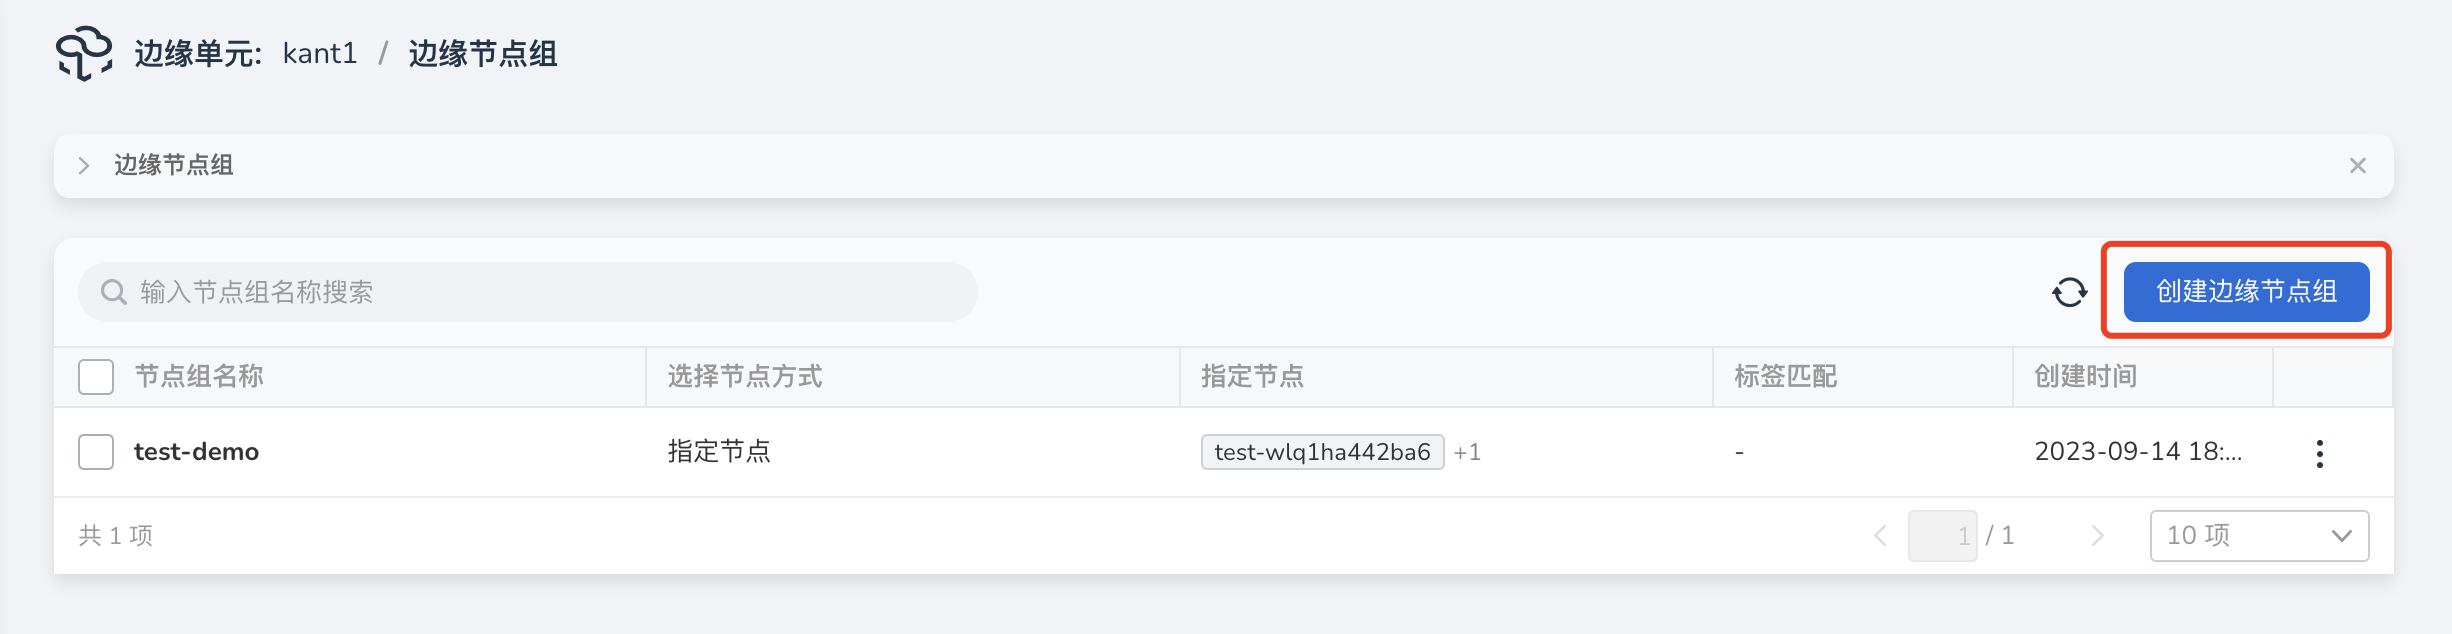 边缘单元: kant1 / 边缘节点组
边缘节点组
输入节点组名称搜索
创建边缘节点组
节点组名称 选择节点方式 指定节点 标签匹配 创建时间
test-demo 指定节点 test-wlq1ha442ba6 +1 - 2023-09-14 18:...
共 1 项 1 / 1 10 项